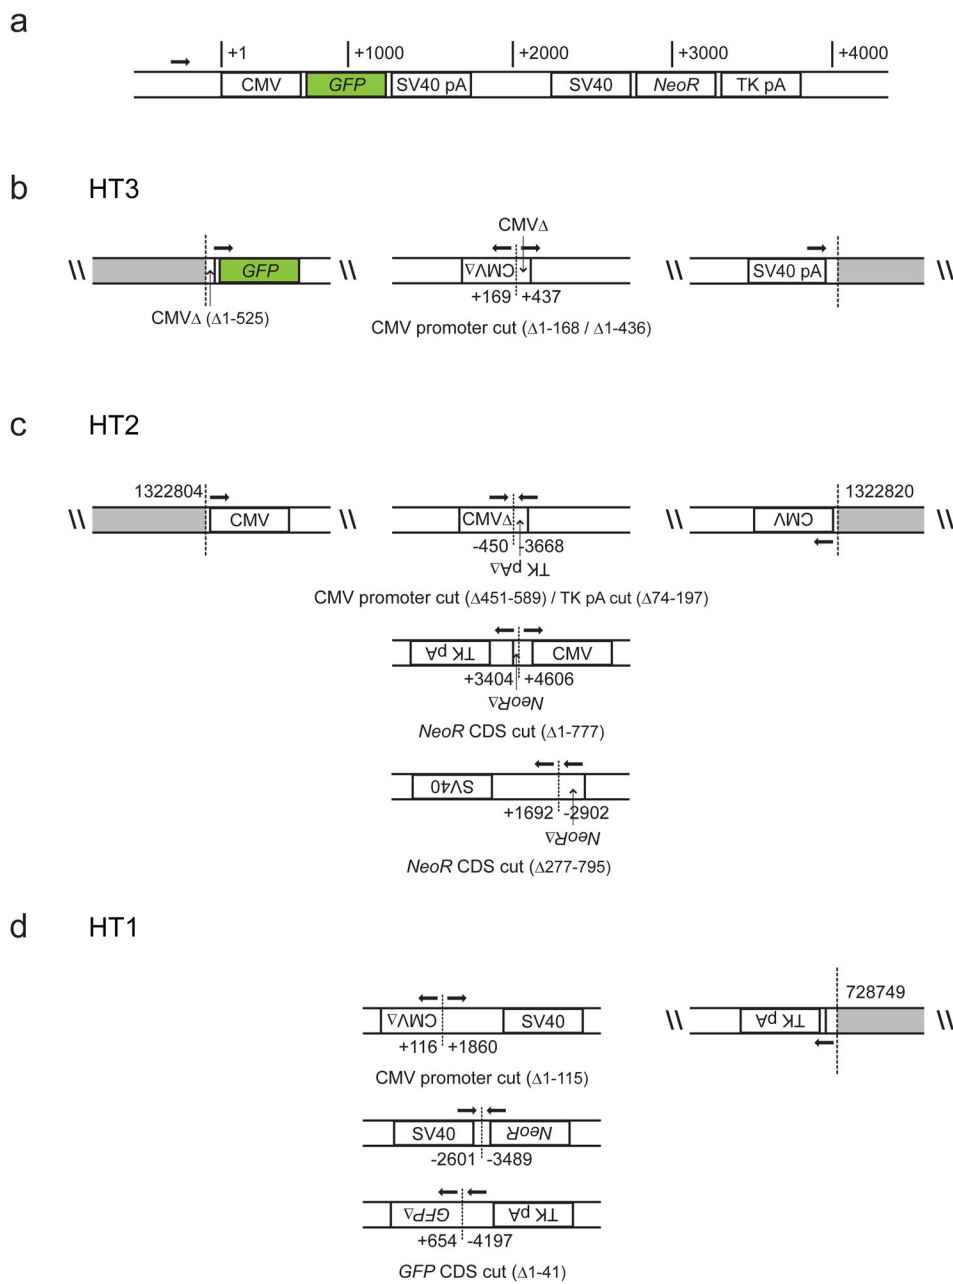 a
+1 +1000 +2000 +3000 +4000
CMV GFP SV40 pA SV40 NeoR TK pA
b HT3
CMVΔ
GFP CMVΔ SV40 pA
+169 +437
CMVΔ (Δ1-525)
CMV promoter cut (Δ1-168 / Δ1-436)
c HT2
1322804 1322820
CMV CMVΔ CMV
-450 -3668
TK pAΔ
CMV promoter cut (Δ451-589) / TK pA cut (Δ74-197)
TK pA CMV
+3404 +4606
NeoRΔ
NeoR CDS cut (Δ1-777)
SV40
+1692 -2902
NeoRΔ
NeoR CDS cut (Δ277-795)
d HT1
728749
CMVΔ SV40 TK pA
+116 +1860
CMV promoter cut (Δ1-115)
SV40 NeoR
-2601 -3489
GFPΔ TK pA
+654 -4197
GFP CDS cut (Δ1-41)